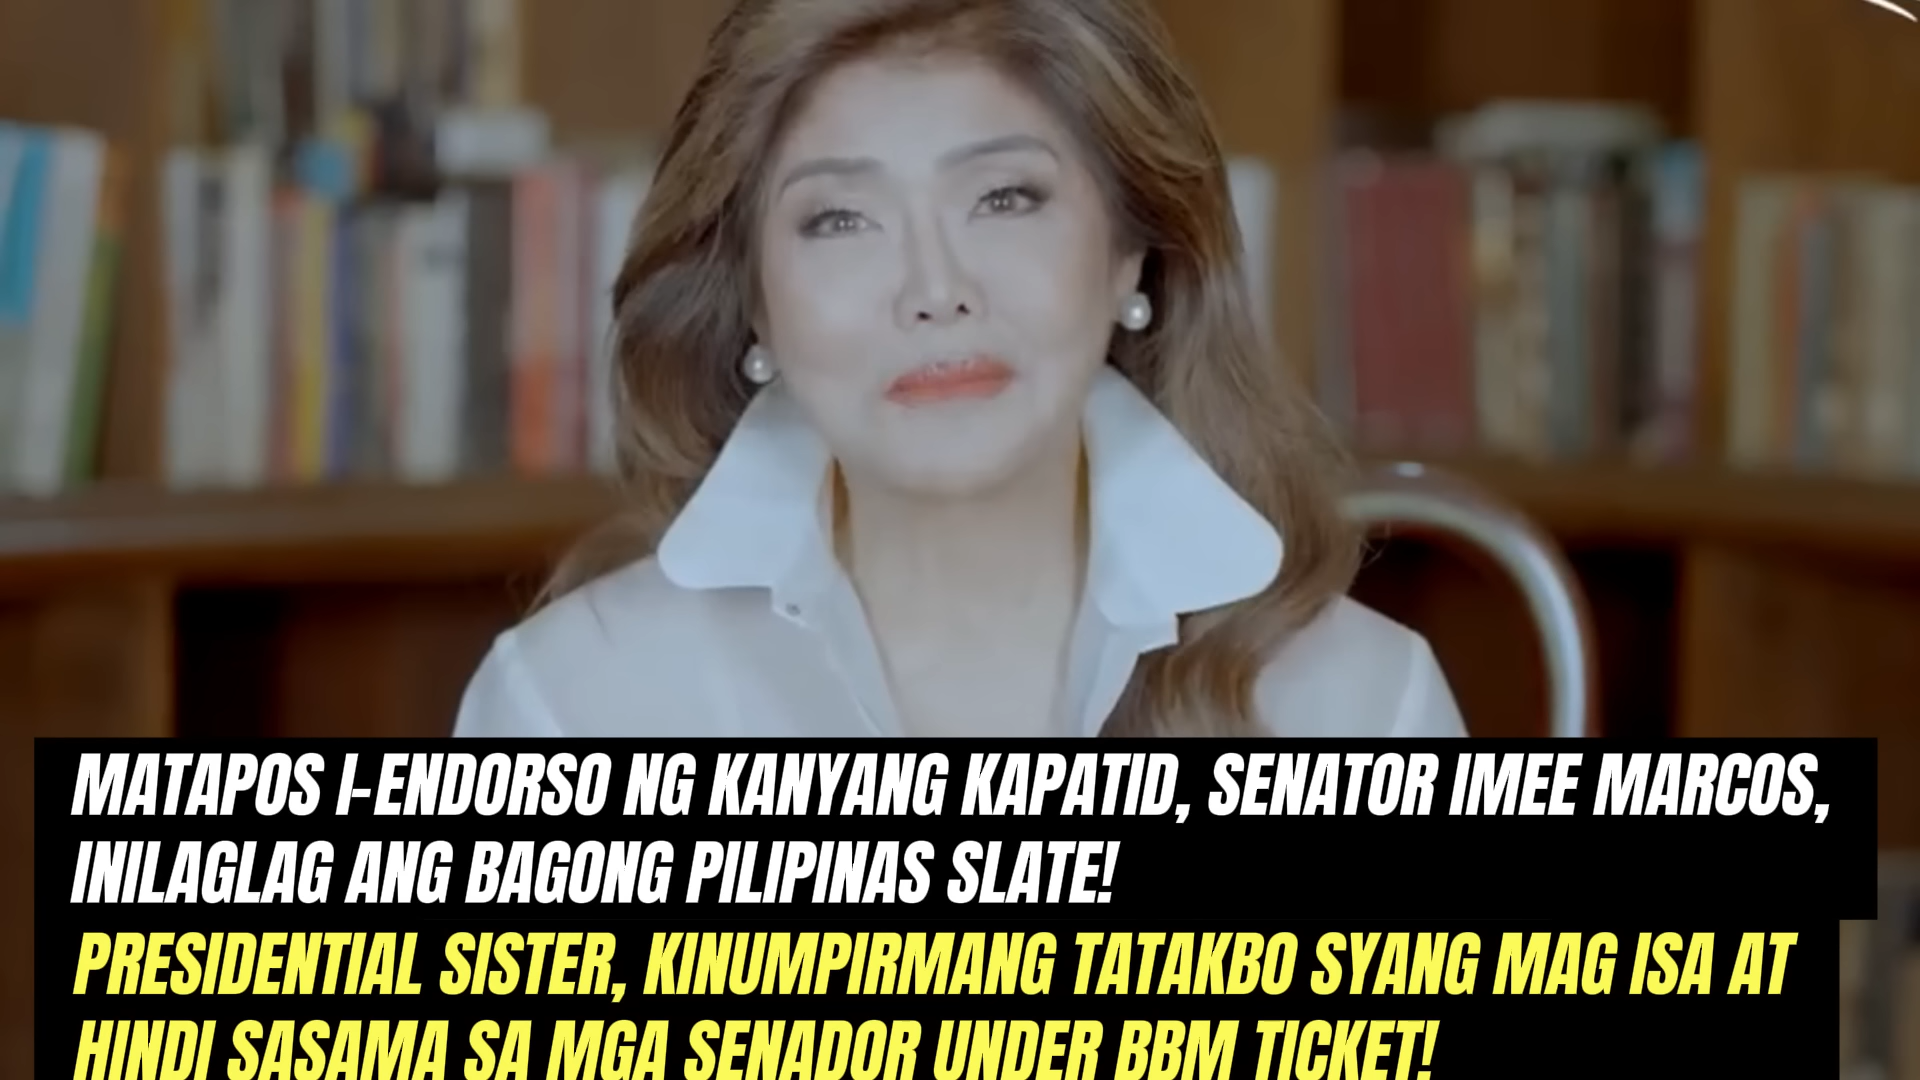 MATAPOS I-ENDORSO NG KANYANG KAPATID, SENATOR IMEE MARCOS,
INILAGLAG ANG BAGONG PILIPINAS SLATE!
PRESIDENTIAL SISTER, KINUMPIRMANG TATAKBO SYANG MAG ISA AT
HINDI SASAMA SA MGA SENADOR UNDER BBM TICKET!